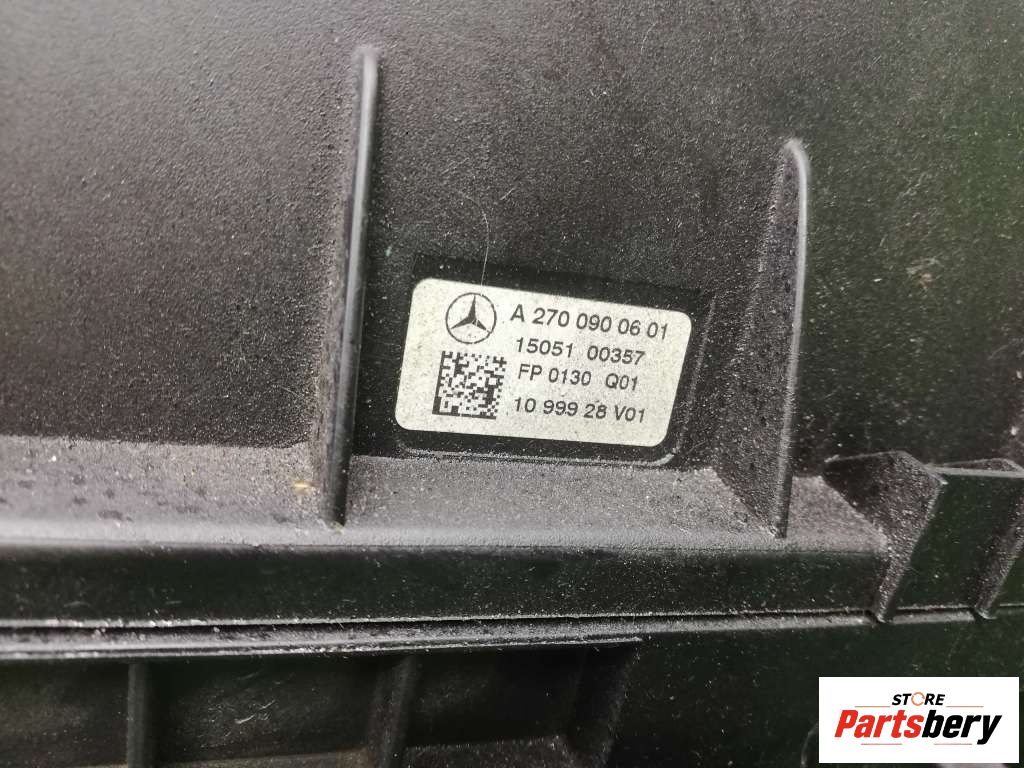 A 270 090 06 01
15051 00357
FP 0130 Q01
10 999 28 V01
STORE
Partsbery